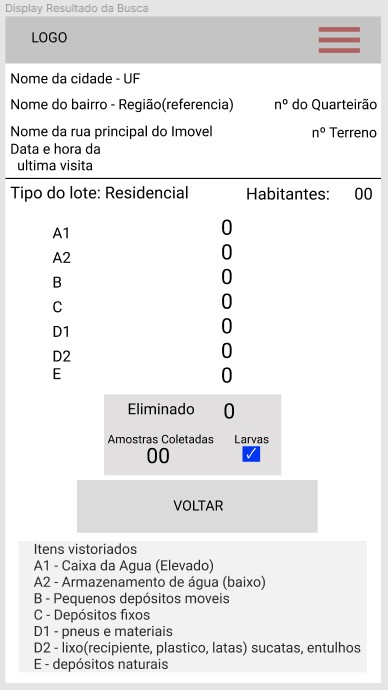 Display Resultado da Busca
LOGO
Nome da cidade - UF
Nome do bairro - Região(referencia) nº do Quarteirão
Nome da rua principal do Imovel nº Terreno
Data e hora da
ultima visita
Tipo do lote: Residencial Habitantes: 00
A1 0
A2 0
B 0
C 0
D1 0
D2 0
E 0
Eliminado 0
Amostras Coletadas Larvas
00 ✓
VOLTAR
Itens vistoriados
A1 - Caixa da Agua (Elevado)
A2 - Armazenamento de água (baixo)
B - Pequenos depósitos moveis
C - Depósitos fixos
D1 - pneus e materiais
D2 - lixo(recipiente, plastico, latas) sucatas, entulhos
E - depósitos naturais